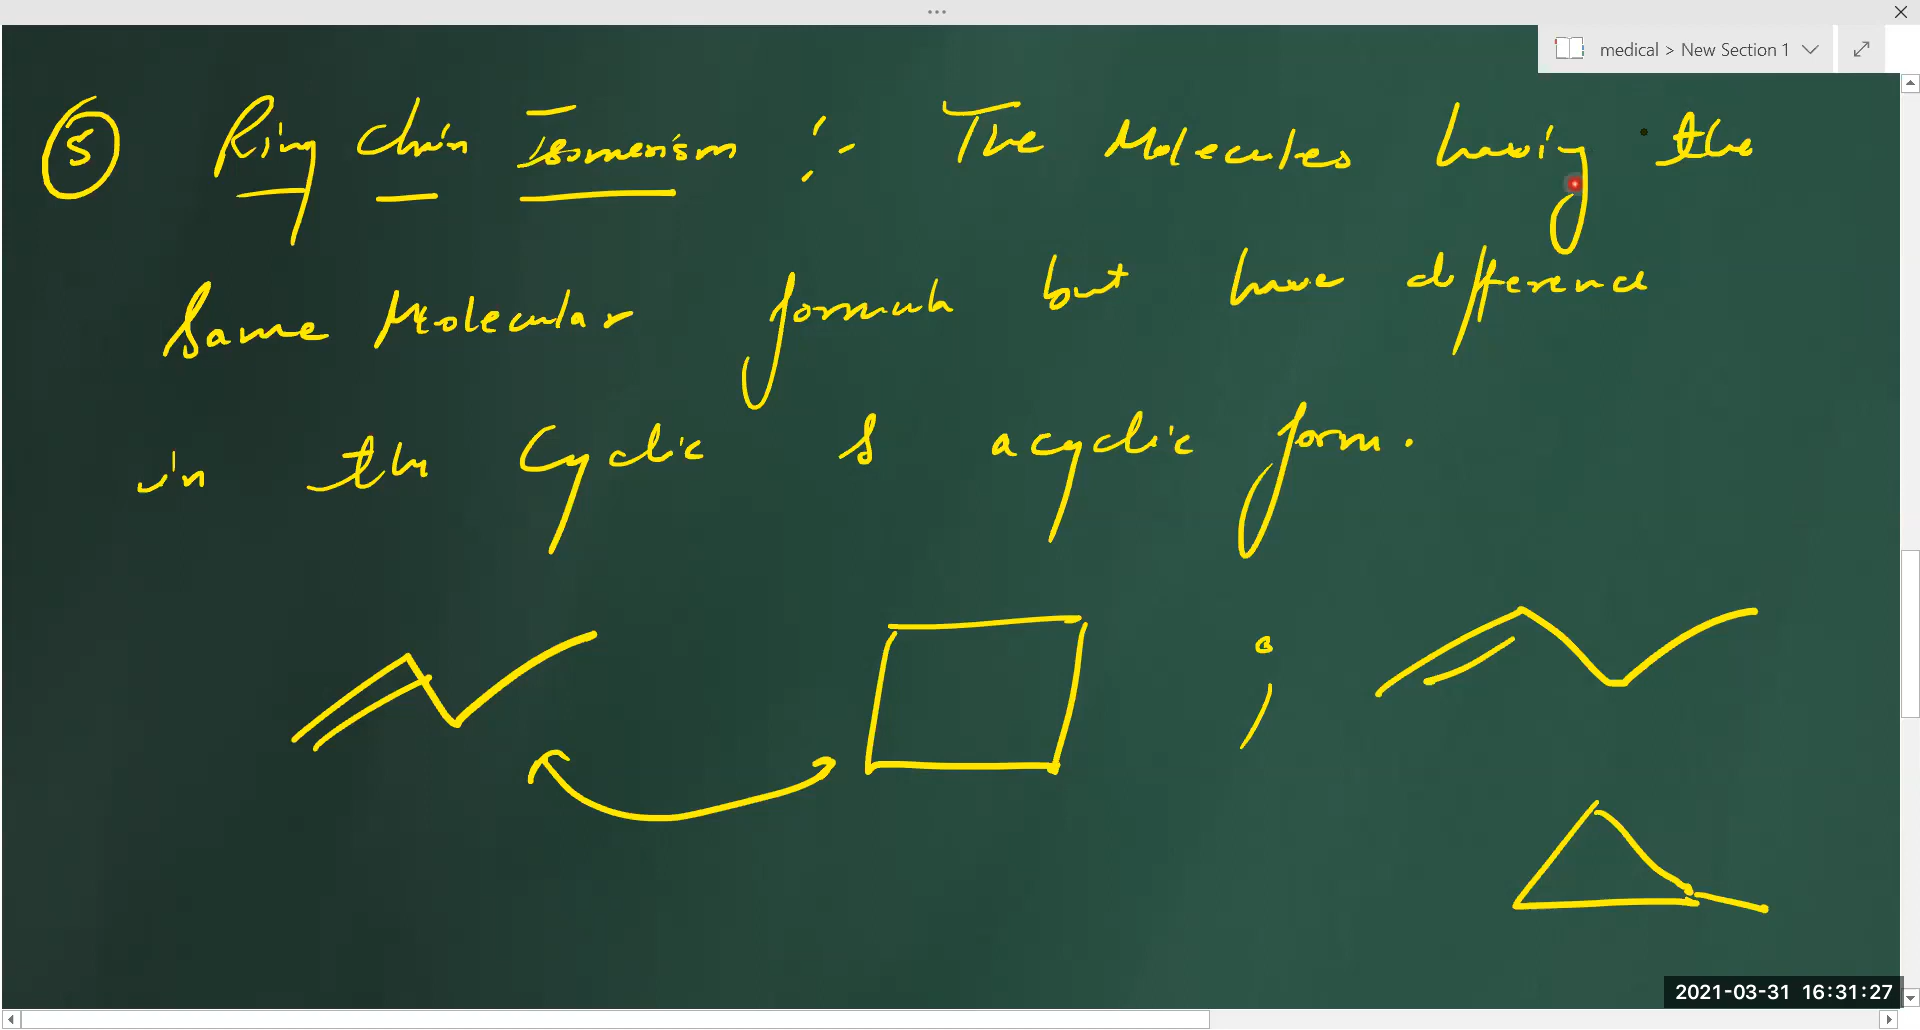 medical > New Section 1
5 Ring Chain Isomerism :- The Molecules having the
Same Molecular formula but have difference
in the Cyclic & acyclic form.
;
2021-03-31 16:31:27